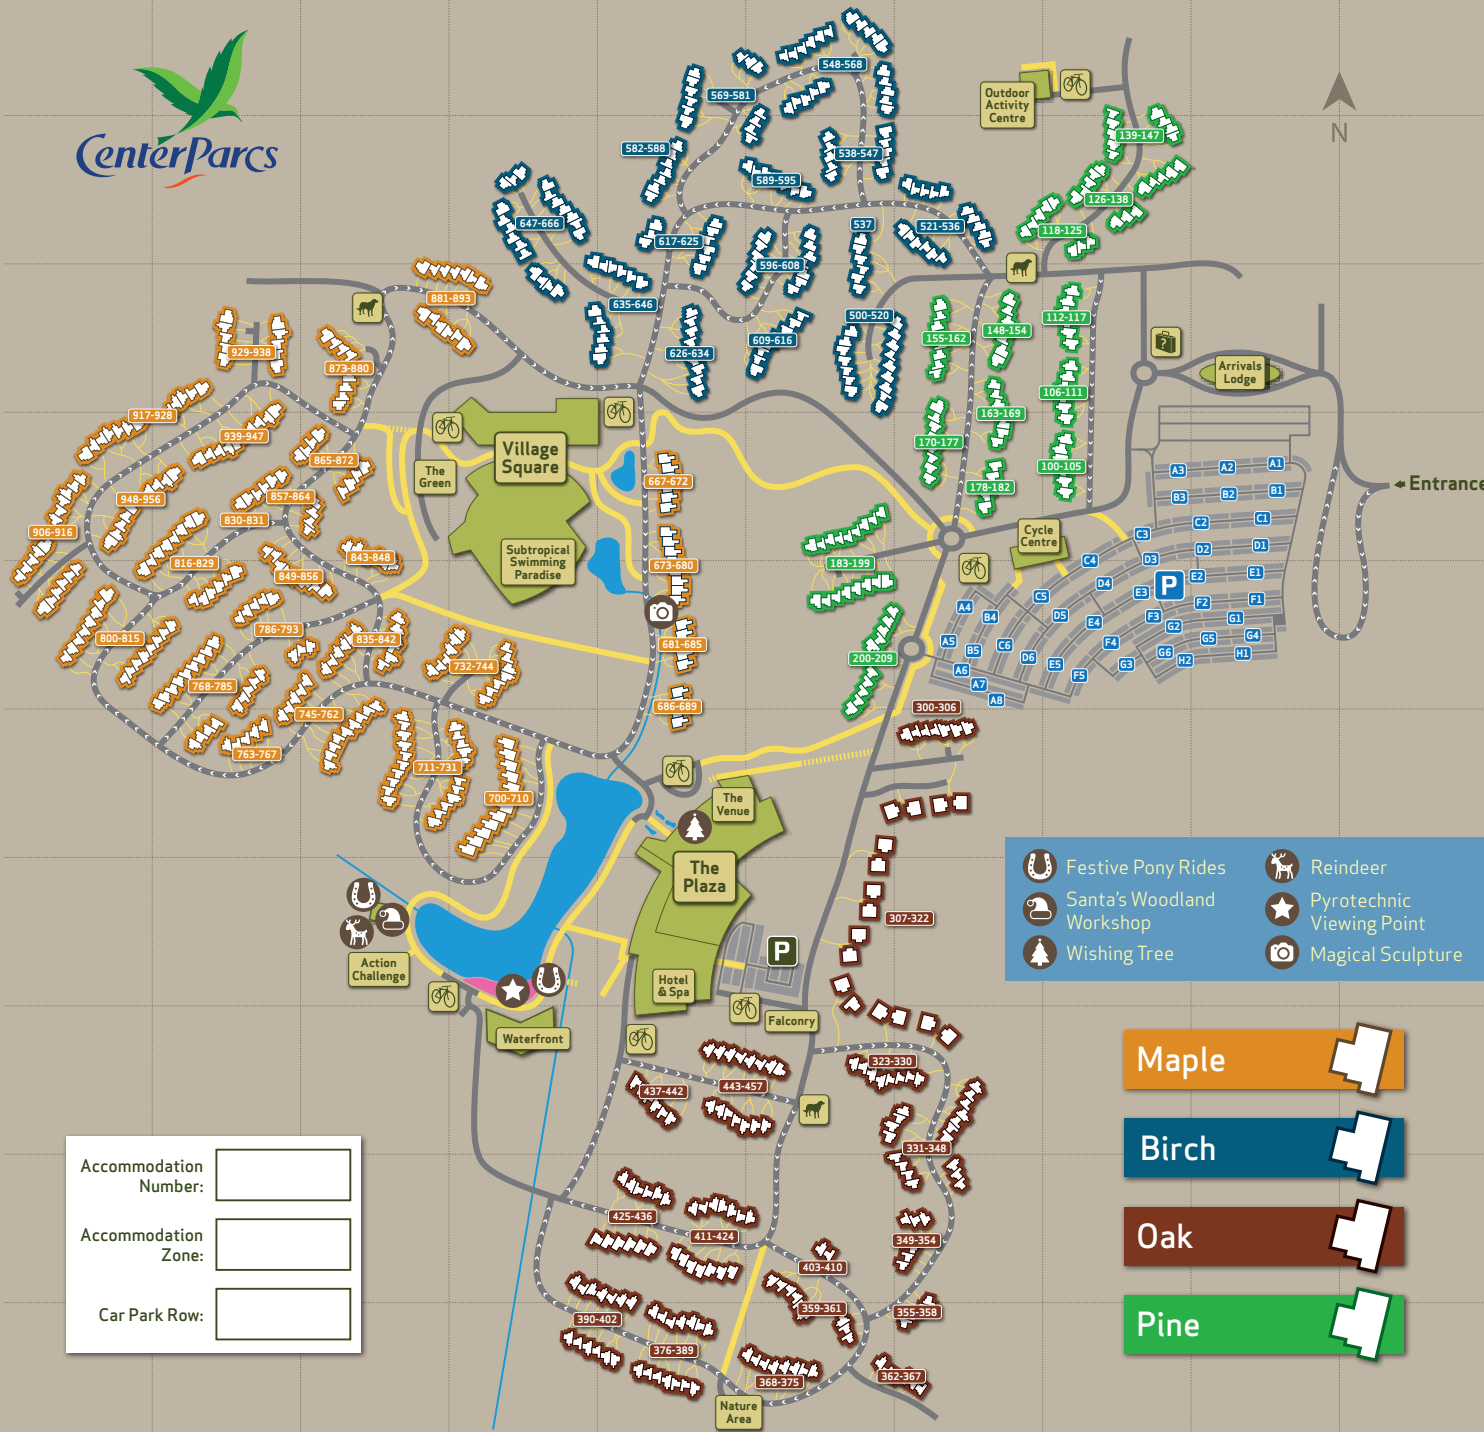 CenterParcs
N
Outdoor
Activity
Centre
548-568
569-581
582-588
538-547
589-595
139-147
126-138
118-125
647-666
617-625
537
521-536
596-608
635-646
500-520
609-616
626-634
881-893
929-938
873-880
112-117
148-154
155-162
106-111
163-169
170-177
100-105
178-182
Arrivals
Lodge
917-928
939-947
865-872
948-956
857-864
830-831
906-916
816-829
849-856
843-848
800-815
786-793
835-842
768-785
745-762
763-767
732-744
711-731
700-710
The
Green
Village
Square
Subtropical
Swimming
Paradise
667-672
673-680
681-685
686-689
183-199
200-209
Cycle
Centre
Entrance
A3
A2
A1
B3
B2
B1
C3
C2
C1
C4
D3
D2
D1
D4
E3
E2
E1
P
C5
D5
E4
F3
F2
F1
A4
B4
F4
G2
G1
A5
B5
C6
D6
E5
F5
G3
G6
G5
G4
H2
H1
A6
A7
A8
300-306
The
Venue
The
Plaza
P
Hotel
& Spa
Falconry
307-322
Action
Challenge
Waterfront
Festive Pony Rides
Santa's Woodland
Workshop
Wishing Tree
Reindeer
Pyrotechnic
Viewing Point
Magical Sculpture
323-330
443-457
437-442
331-348
425-436
411-424
349-354
403-410
359-361
355-358
390-402
376-389
368-375
362-367
Nature
Area
Maple
Birch
Oak
Pine
Accommodation
Number:
Accommodation
Zone:
Car Park Row: